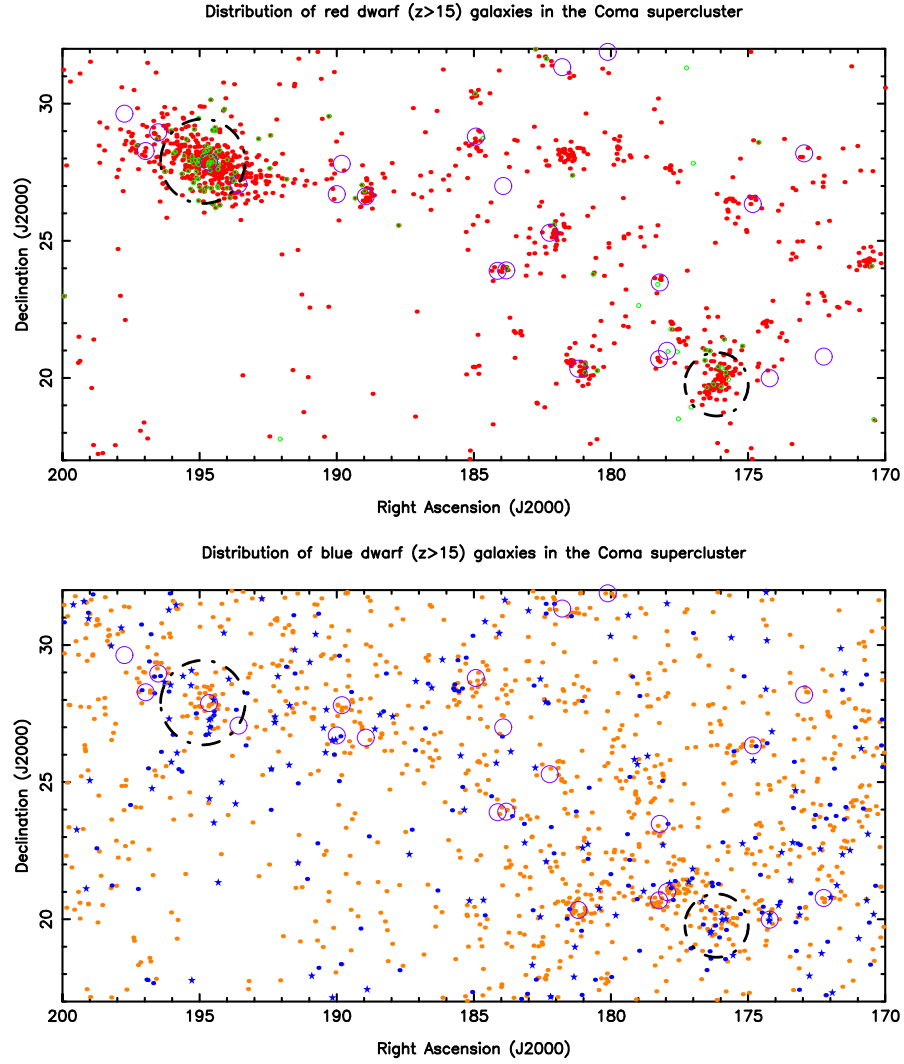 Distribution of red dwarf (z>15) galaxies in the Coma supercluster
30
25
20
Declination (J2000)
200 195 190 185 180 175 170
Right Ascension (J2000)
Distribution of blue dwarf (z>15) galaxies in the Coma supercluster
30
25
20
Declination (J2000)
200 195 190 185 180 175 170
Right Ascension (J2000)